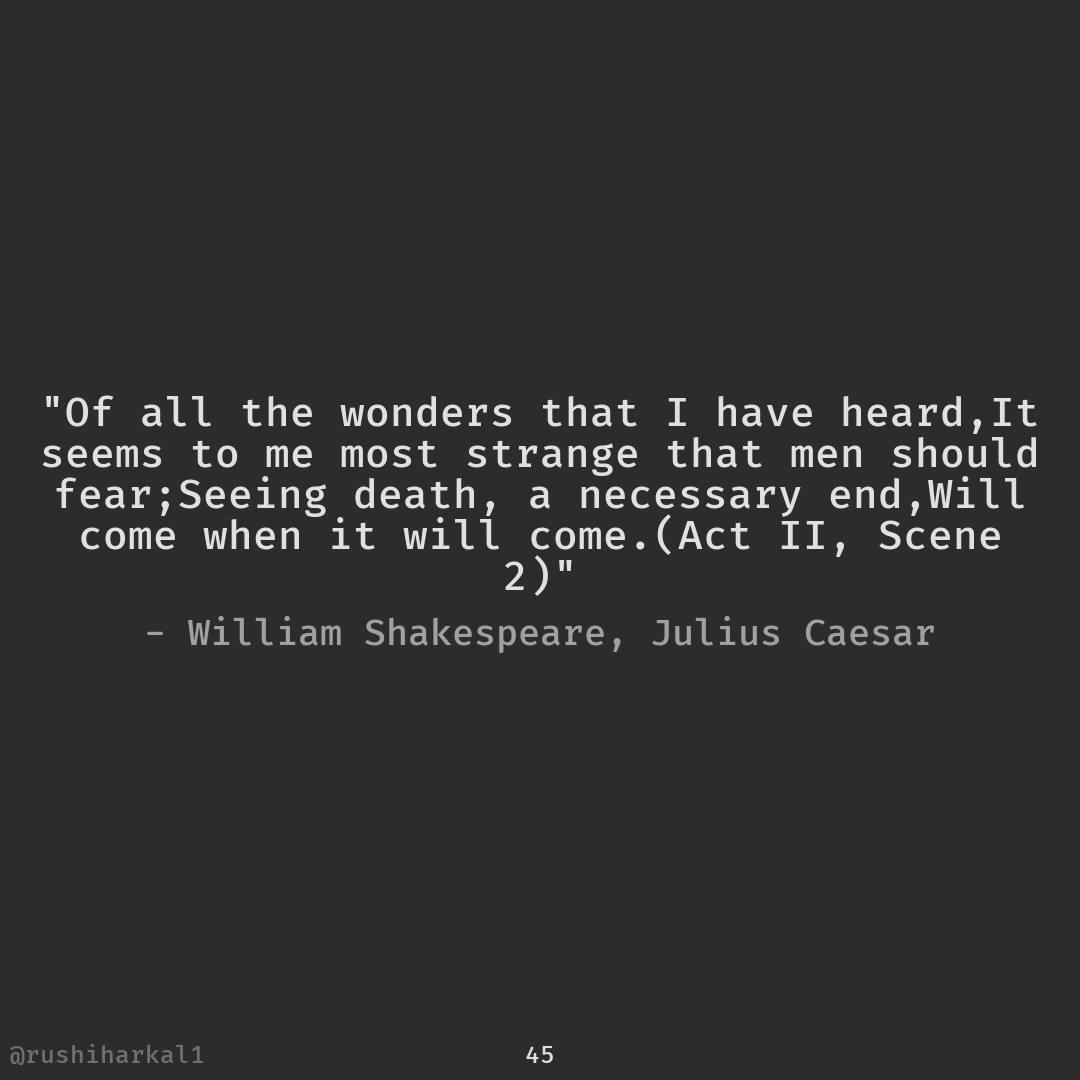 "Of all the wonders that I have heard,It
seems to me most strange that men should
fear;Seeing death, a necessary end,Will
come when it will come.(Act II, Scene
2)"
- William Shakespeare, Julius Caesar
@rushiharkal1
45